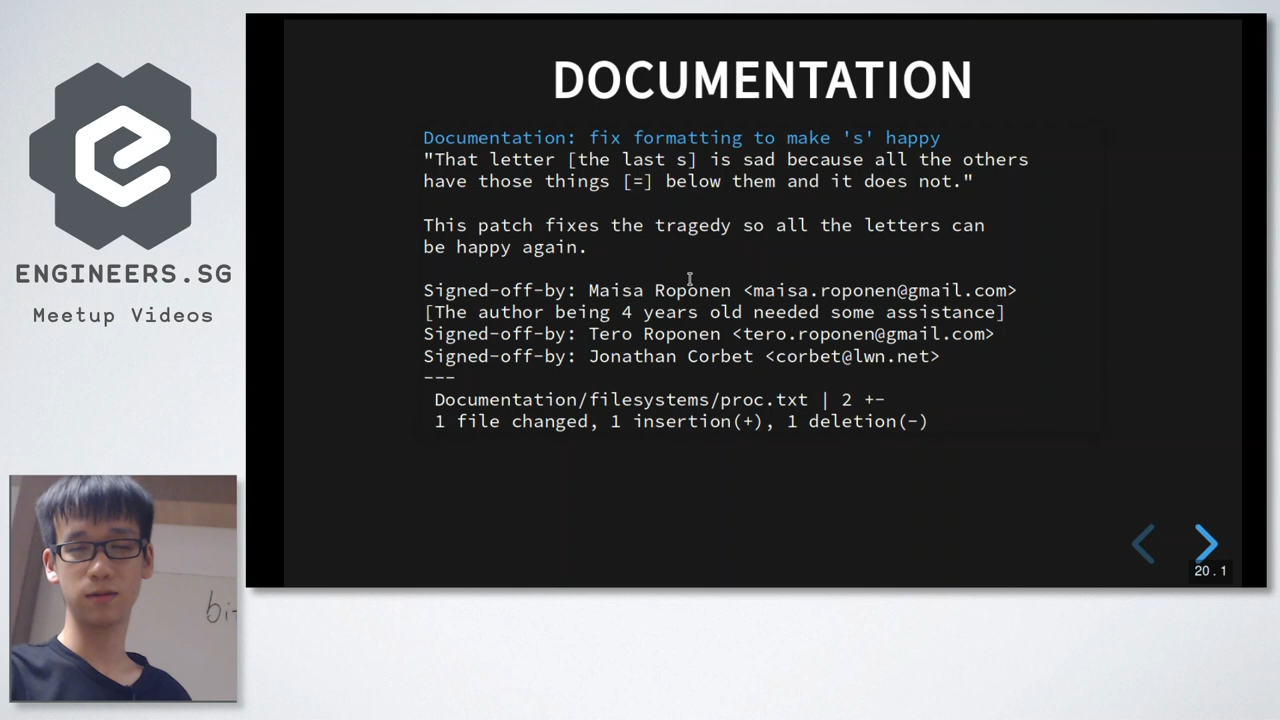 ENGINEERS.SG
Meetup Videos
DOCUMENTATION
Documentation: fix formatting to make 's' happy
"That letter [the last s] is sad because all the others
have those things [=] below them and it does not."
This patch fixes the tragedy so all the letters can
be happy again.
Signed-off-by: Maisa Roponen <maisa.roponen@gmail.com>
[The author being 4 years old needed some assistance]
Signed-off-by: Tero Roponen <tero.roponen@gmail.com>
Signed-off-by: Jonathan Corbet <corbet@lwn.net>
---
Documentation/filesystems/proc.txt | 2 +-
1 file changed, 1 insertion(+), 1 deletion(-)
20.1